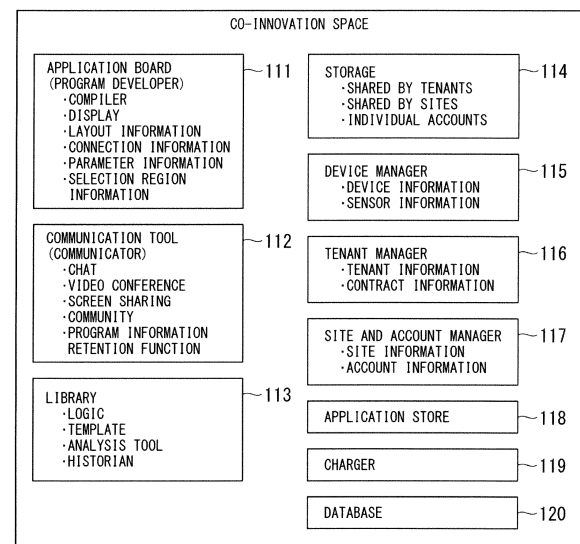 CO-INNOVATION SPACE
APPLICATION BOARD
(PROGRAM DEVELOPER)
·COMPILER
·DISPLAY
·LAYOUT INFORMATION
·CONNECTION INFORMATION
·PARAMETER INFORMATION
·SELECTION REGION
INFORMATION
111
COMMUNICATION TOOL
(COMMUNICATOR)
·CHAT
·VIDEO CONFERENCE
·SCREEN SHARING
·COMMUNITY
·PROGRAM INFORMATION
RETENTION FUNCTION
112
LIBRARY
·LOGIC
·TEMPLATE
·ANALYSIS TOOL
·HISTORIAN
113
STORAGE
·SHARED BY TENANTS
·SHARED BY SITES
·INDIVIDUAL ACCOUNTS
114
DEVICE MANAGER
·DEVICE INFORMATION
·SENSOR INFORMATION
115
TENANT MANAGER
·TENANT INFORMATION
·CONTRACT INFORMATION
116
SITE AND ACCOUNT MANAGER
·SITE INFORMATION
·ACCOUNT INFORMATION
117
APPLICATION STORE
118
CHARGER
119
DATABASE
120